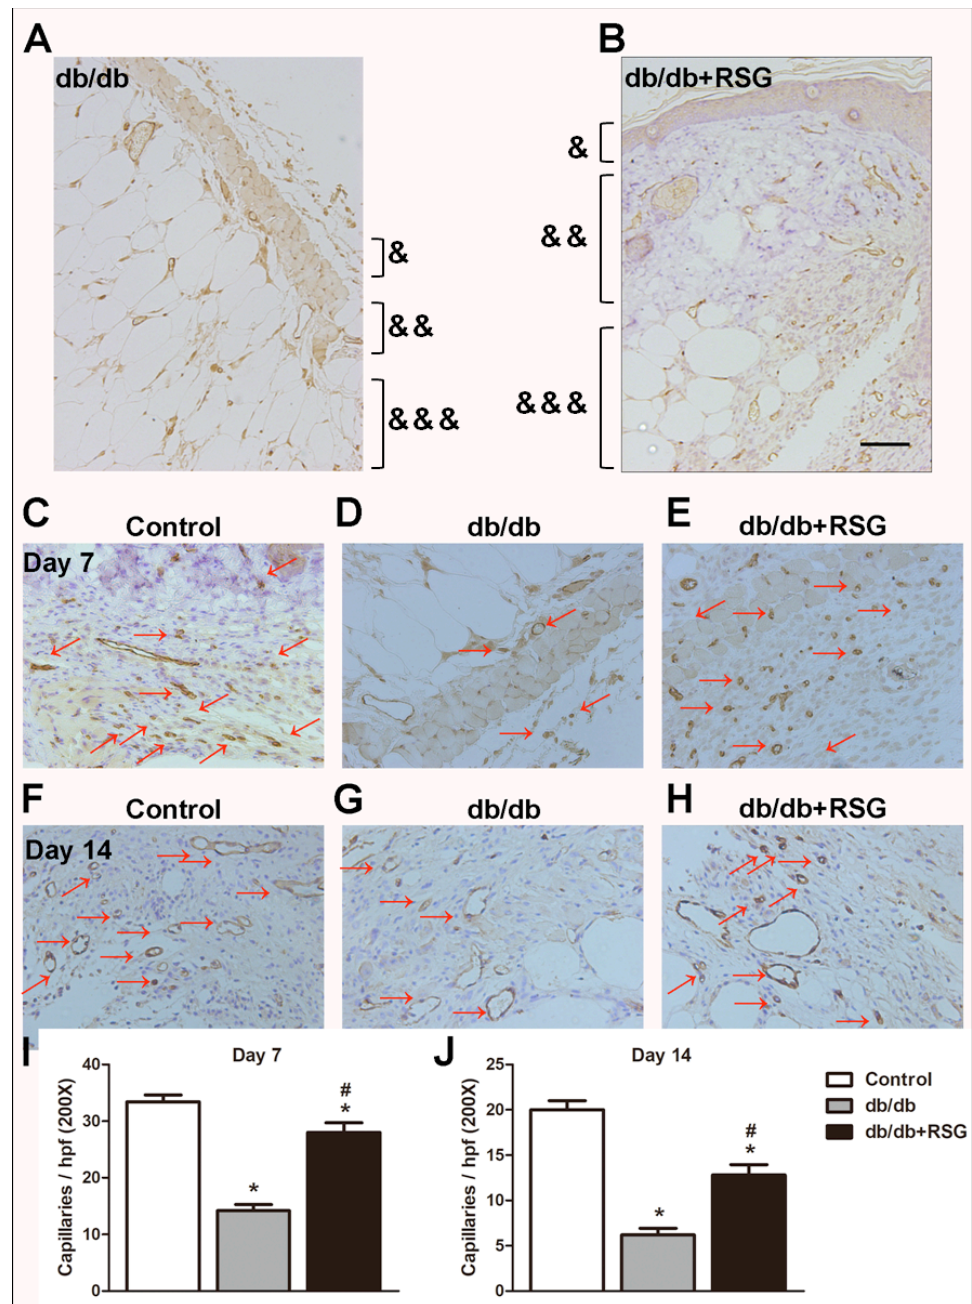 A
B
db/db
db/db+RSG
&
&&
&&&
&
&&
&&&
C
Control
D
db/db
E
db/db+RSG
Day 7
F
Control
G
db/db
H
db/db+RSG
Day 14
I
Day 7
J
Day 14
Capillaries / hpf (200X)
40
30
20
10
0
*
#
*
Capillaries / hpf (200X)
25
20
15
10
5
0
*
#
*
Control
db/db
db/db+RSG